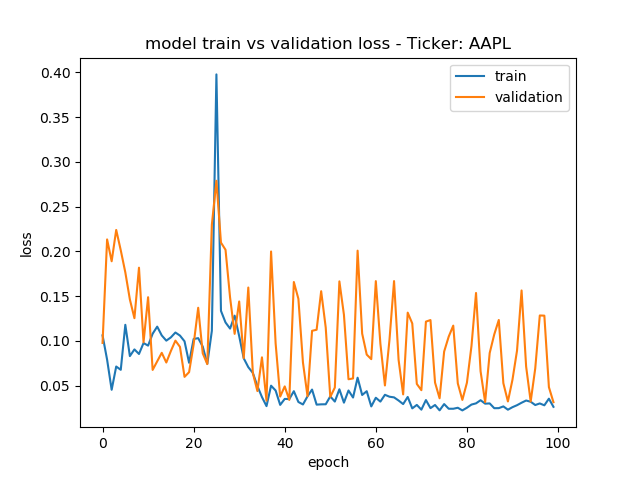 model train vs validation loss - Ticker: AAPL
train
validation
0.40
0.35
0.30
0.25
0.20
0.15
0.10
0.05
loss
0 20 40 60 80 100
epoch